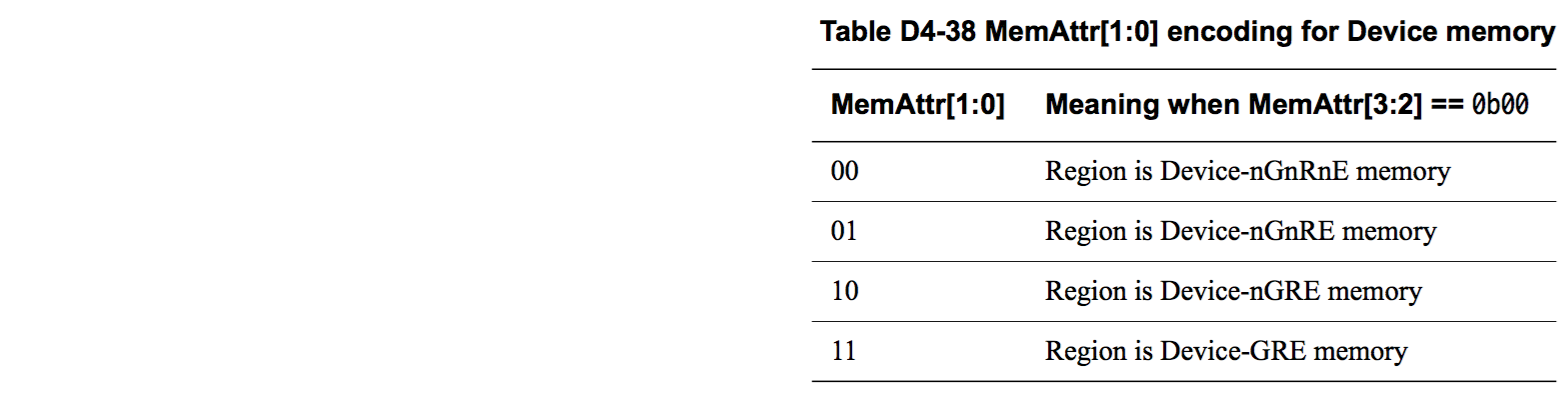 Table D4-38 MemAttr[1:0] encoding for Device memory
MemAttr[1:0] Meaning when MemAttr[3:2] == 0b00
00 Region is Device-nGnRnE memory
01 Region is Device-nGnRE memory
10 Region is Device-nGRE memory
11 Region is Device-GRE memory